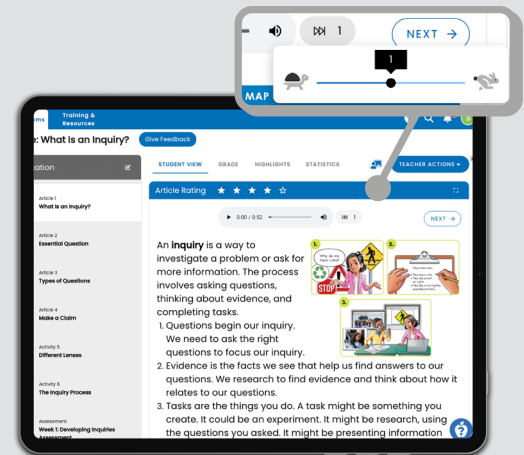 1
NEXT →
1
MAP
ms
Training &
Resources
e: What Is an Inquiry?
Give Feedback
ation
STUDENT VIEW
GRADE
HIGHLIGHTS
STATISTICS
TEACHER ACTIONS
Article Rating
0:00 / 0:52
1
NEXT →
Article 1
What Is an Inquiry?
Article 2
Essential Question
Article 3
Types of Questions
Article 4
Make a Claim
Activity 5
Different Lenses
Activity 6
The Inquiry Process
Assessment
Week 1: Developing Inquiries
Assessment
An inquiry is a way to
investigate a problem or ask for
more information. The process
involves asking questions,
thinking about evidence, and
completing tasks.
1. Questions begin our inquiry.
We need to ask the right
questions to focus our inquiry.
2. Evidence is the facts we see that help us find answers to our
questions. We research to find evidence and think about how it
relates to our questions.
3. Tasks are the things you do. A task might be something you
create. It could be an experiment. It might be research, using
the questions you asked. It might be presenting information
1.
Why do we
have rules?
STOP
2.
3.
?